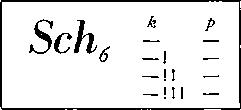 Sch₆ k p
— —
— ! —
— !! —
— !!! —